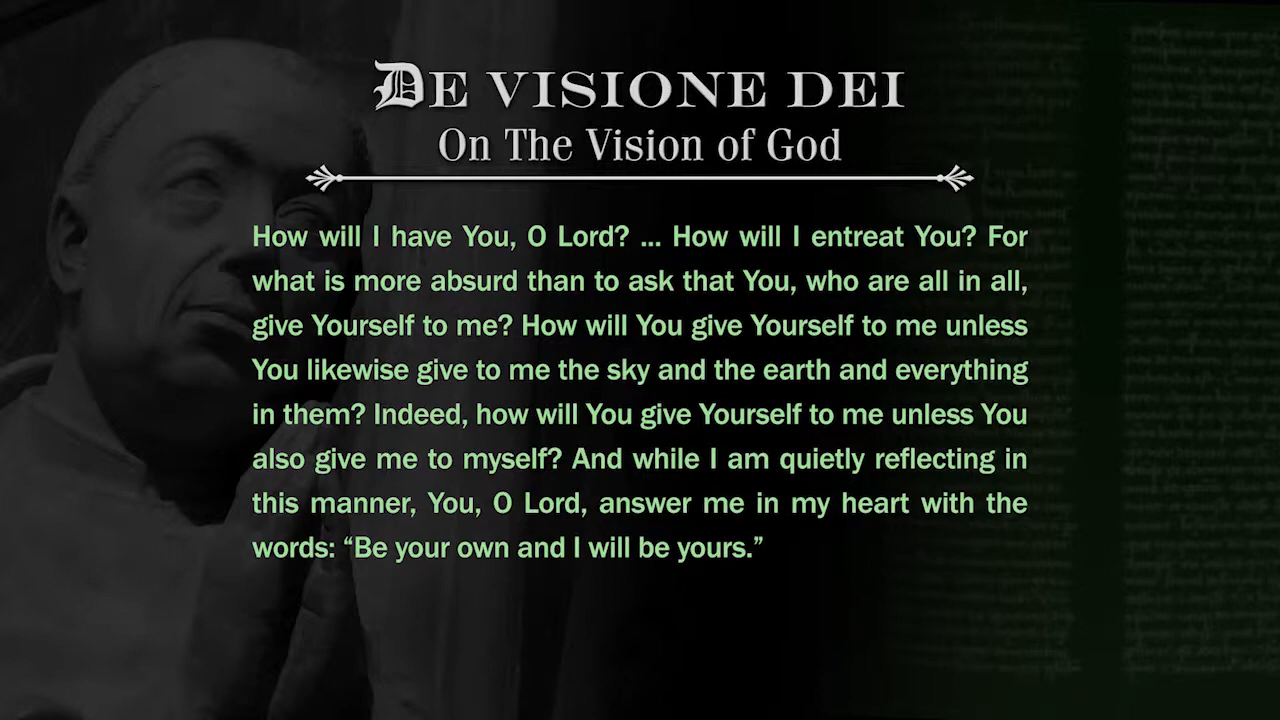 DE VISIONE DEI
On The Vision of God
How will I have You, O Lord? ... How will I entreat You? For
what is more absurd than to ask that You, who are all in all,
give Yourself to me? How will You give Yourself to me unless
You likewise give to me the sky and the earth and everything
in them? Indeed, how will You give Yourself to me unless You
also give me to myself? And while I am quietly reflecting in
this manner, You, O Lord, answer me in my heart with the
words: “Be your own and I will be yours.”